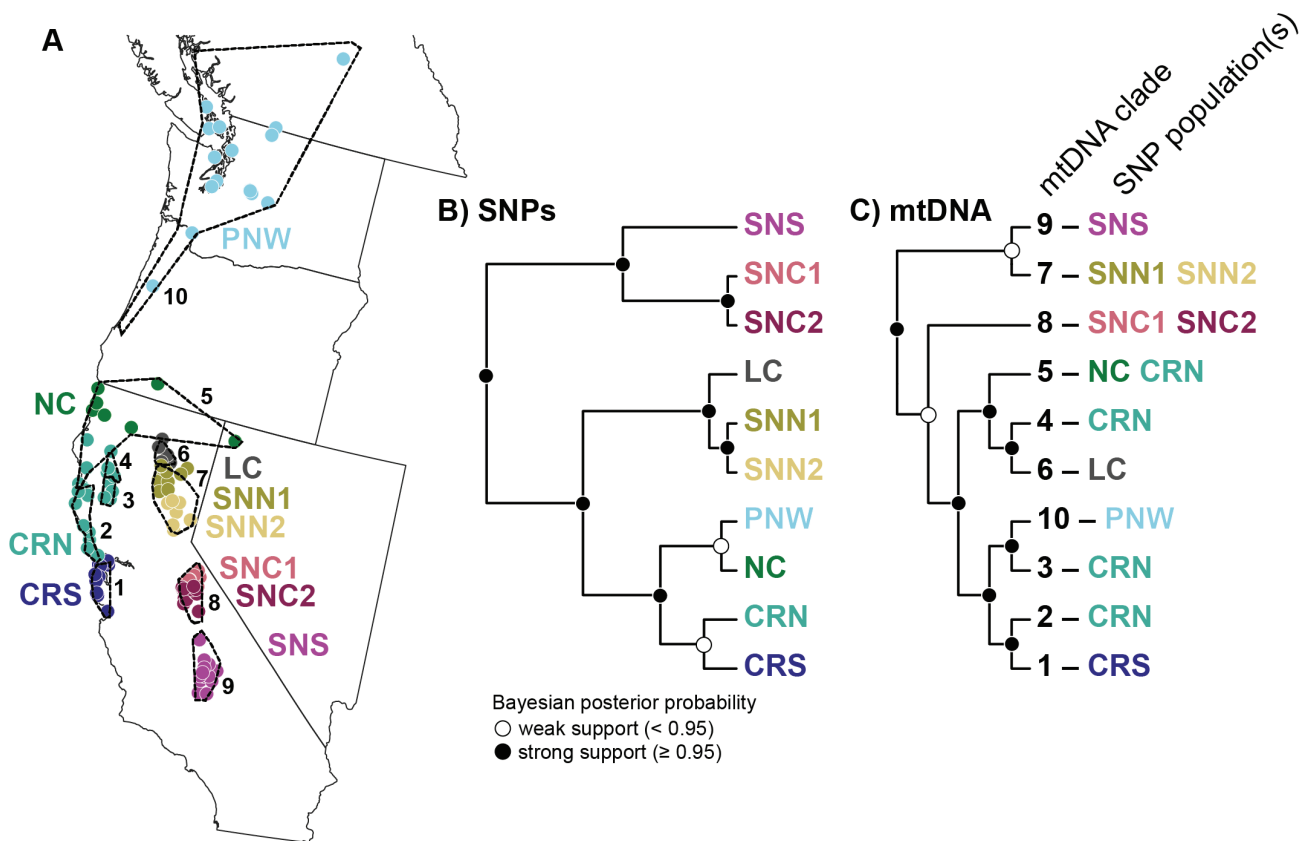 A
PNW
10
NC
5
4
6
LC
7
3
SNN1
SNN2
2
CRN
SNC1
CRS
1
SNC2
8
SNS
9
B) SNPs
SNS
SNC1
SNC2
LC
SNN1
SNN2
PNW
NC
CRN
CRS
Bayesian posterior probability
weak support (< 0.95)
strong support (≥ 0.95)
C) mtDNA
mtDNA clade
SNP population(s)
9 – SNS
7 – SNN1 SNN2
8 – SNC1 SNC2
5 – NC CRN
4 – CRN
6 – LC
10 – PNW
3 – CRN
2 – CRN
1 – CRS